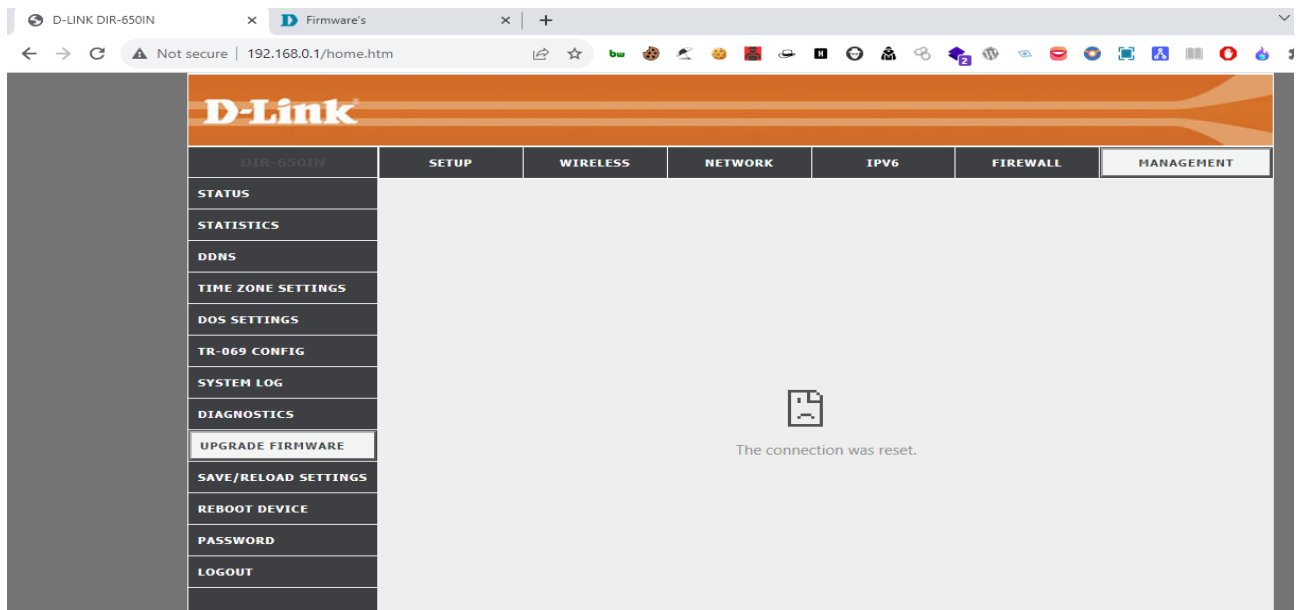 D-LINK DIR-650IN
Firmware's
Not secure | 192.168.0.1/home.htm
D-Link
DIR-650IN SETUP WIRELESS NETWORK IPV6 FIREWALL MANAGEMENT
STATUS
STATISTICS
DDNS
TIME ZONE SETTINGS
DOS SETTINGS
TR-069 CONFIG
SYSTEM LOG
DIAGNOSTICS
UPGRADE FIRMWARE
SAVE/RELOAD SETTINGS
REBOOT DEVICE
PASSWORD
LOGOUT
The connection was reset.